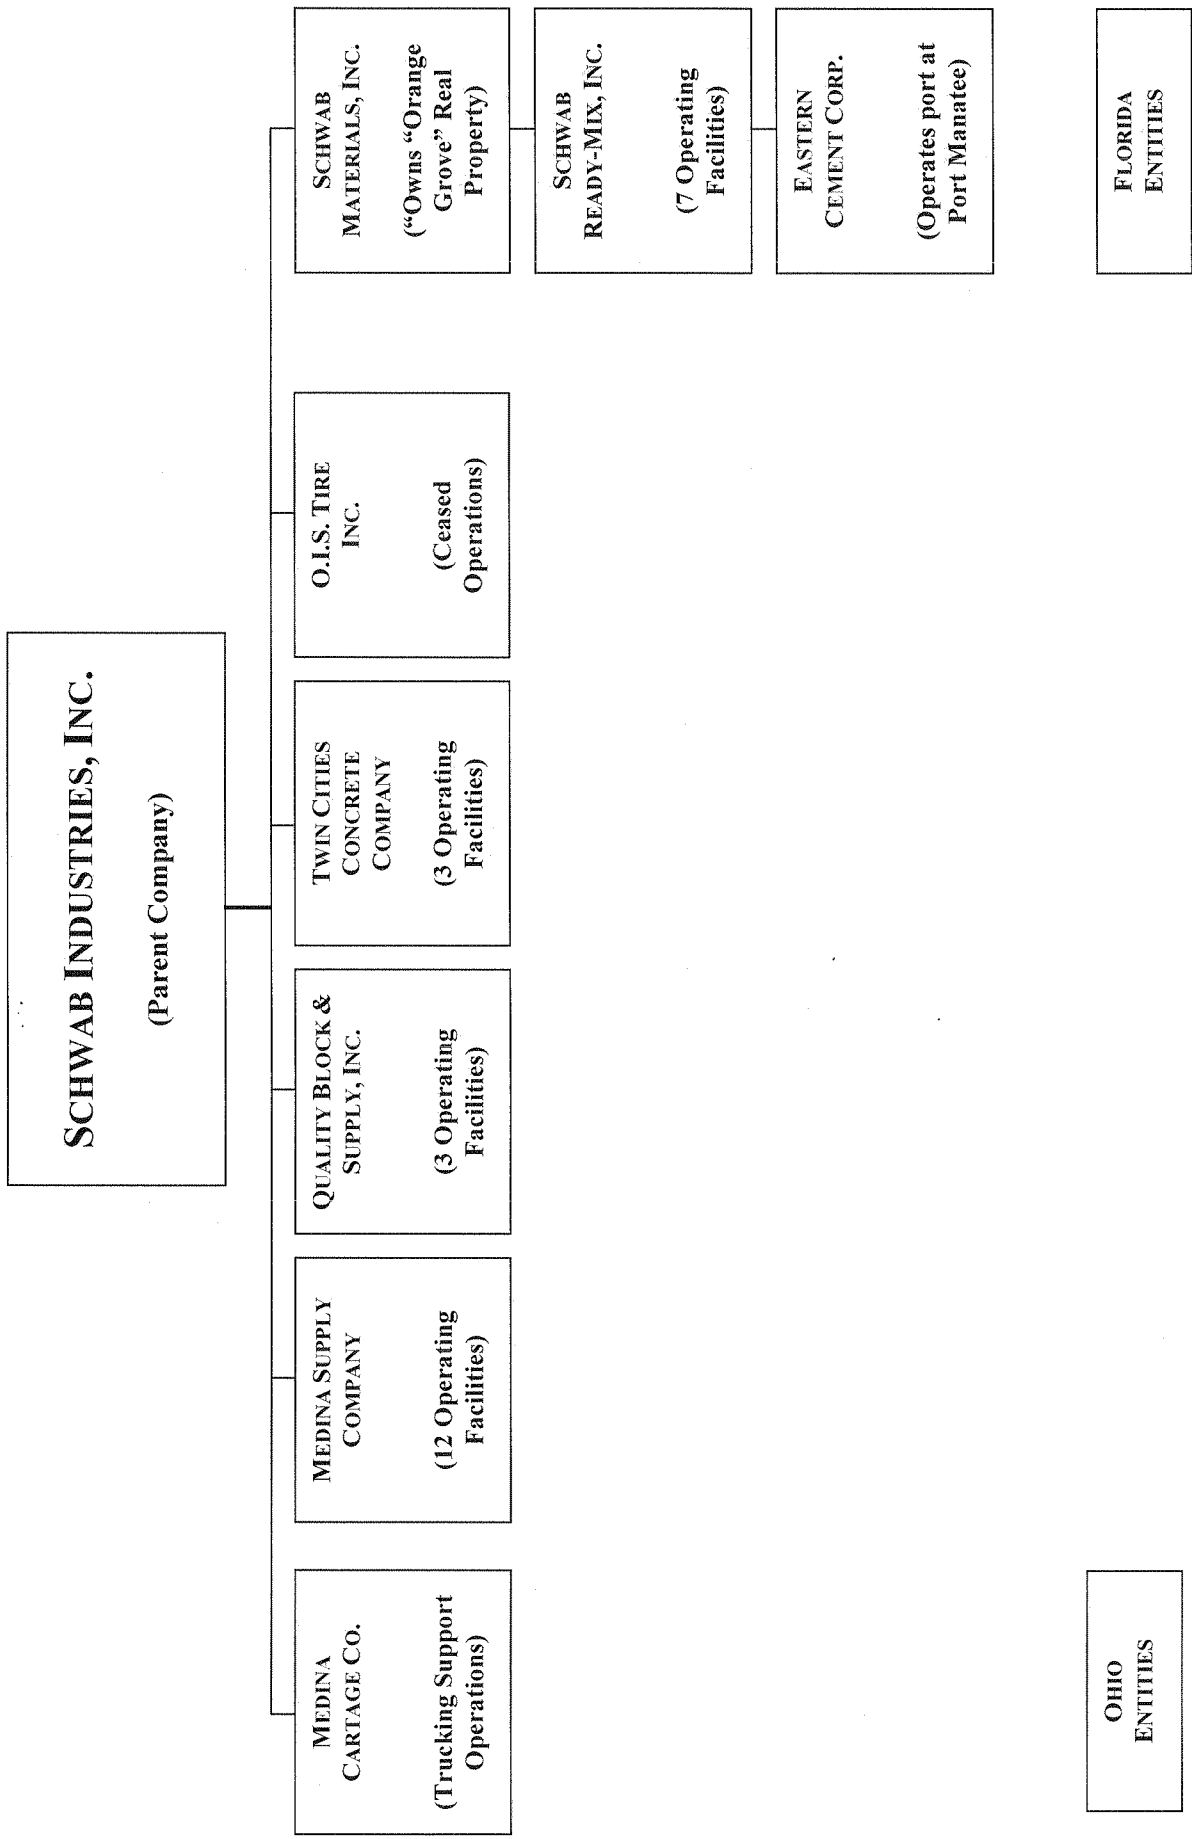 SCHWAB INDUSTRIES, INC.
(Parent Company)
MEDINA
CARTAGE CO.
(Trucking Support
Operations)
MEDINA SUPPLY
COMPANY
(12 Operating
Facilities)
QUALITY BLOCK &
SUPPLY, INC.
(3 Operating
Facilities)
TWIN CITIES
CONCRETE
COMPANY
(3 Operating
Facilities)
O.I.S. TIRE
INC.
(Ceased
Operations)
SCHWAB
MATERIALS, INC.
(“Owns “Orange
Grove” Real
Property)
SCHWAB
READY-MIX, INC.
(7 Operating
Facilities)
EASTERN
CEMENT CORP.
(Operates port at
Port Manatee)
OHIO
ENTITIES
FLORIDA
ENTITIES